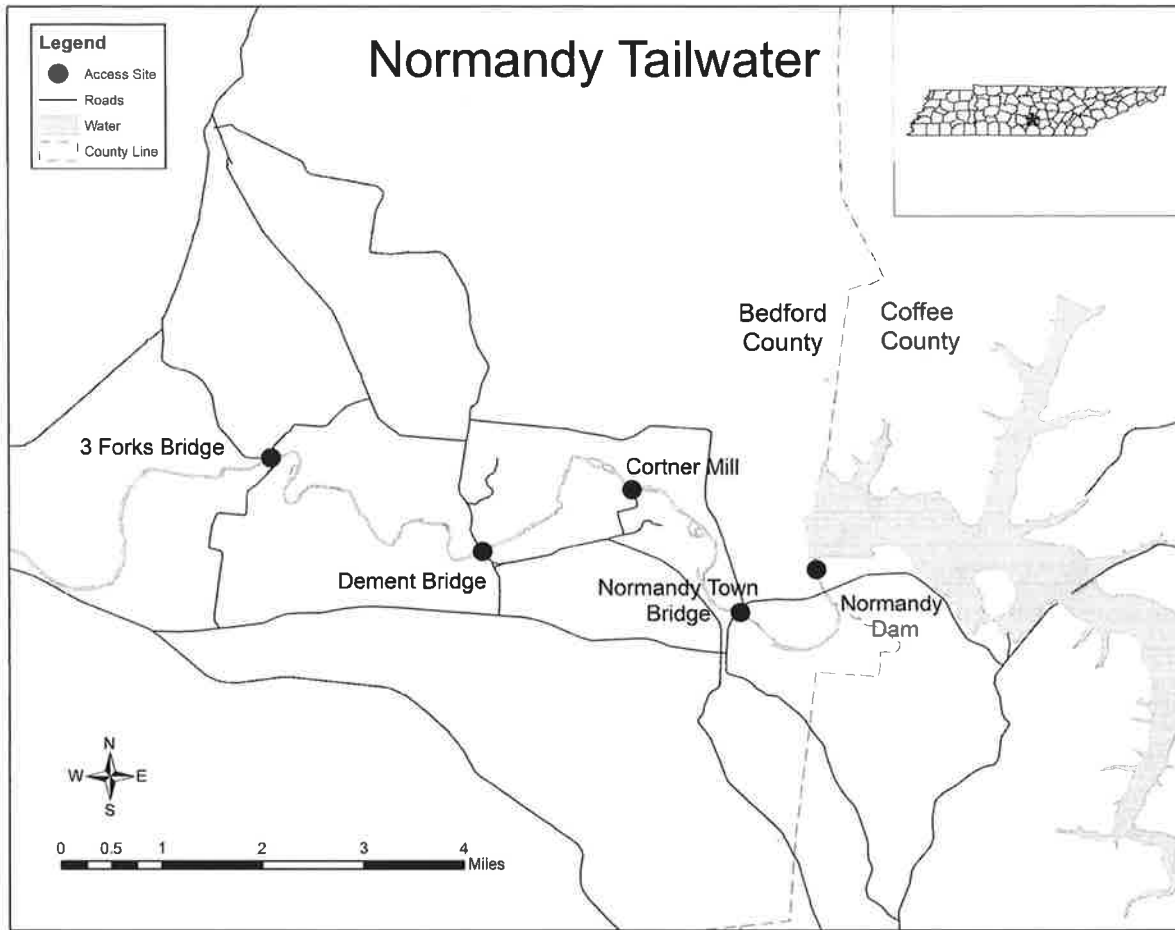 Legend
Access Site
Roads
Water
County Line
Normandy Tailwater
Bedford
County
Coffee
County
3 Forks Bridge
Cortner Mill
Dement Bridge
Normandy Town
Bridge
Normandy
Dam
N
W E
S
0 0.5 1 2 3 4
Miles